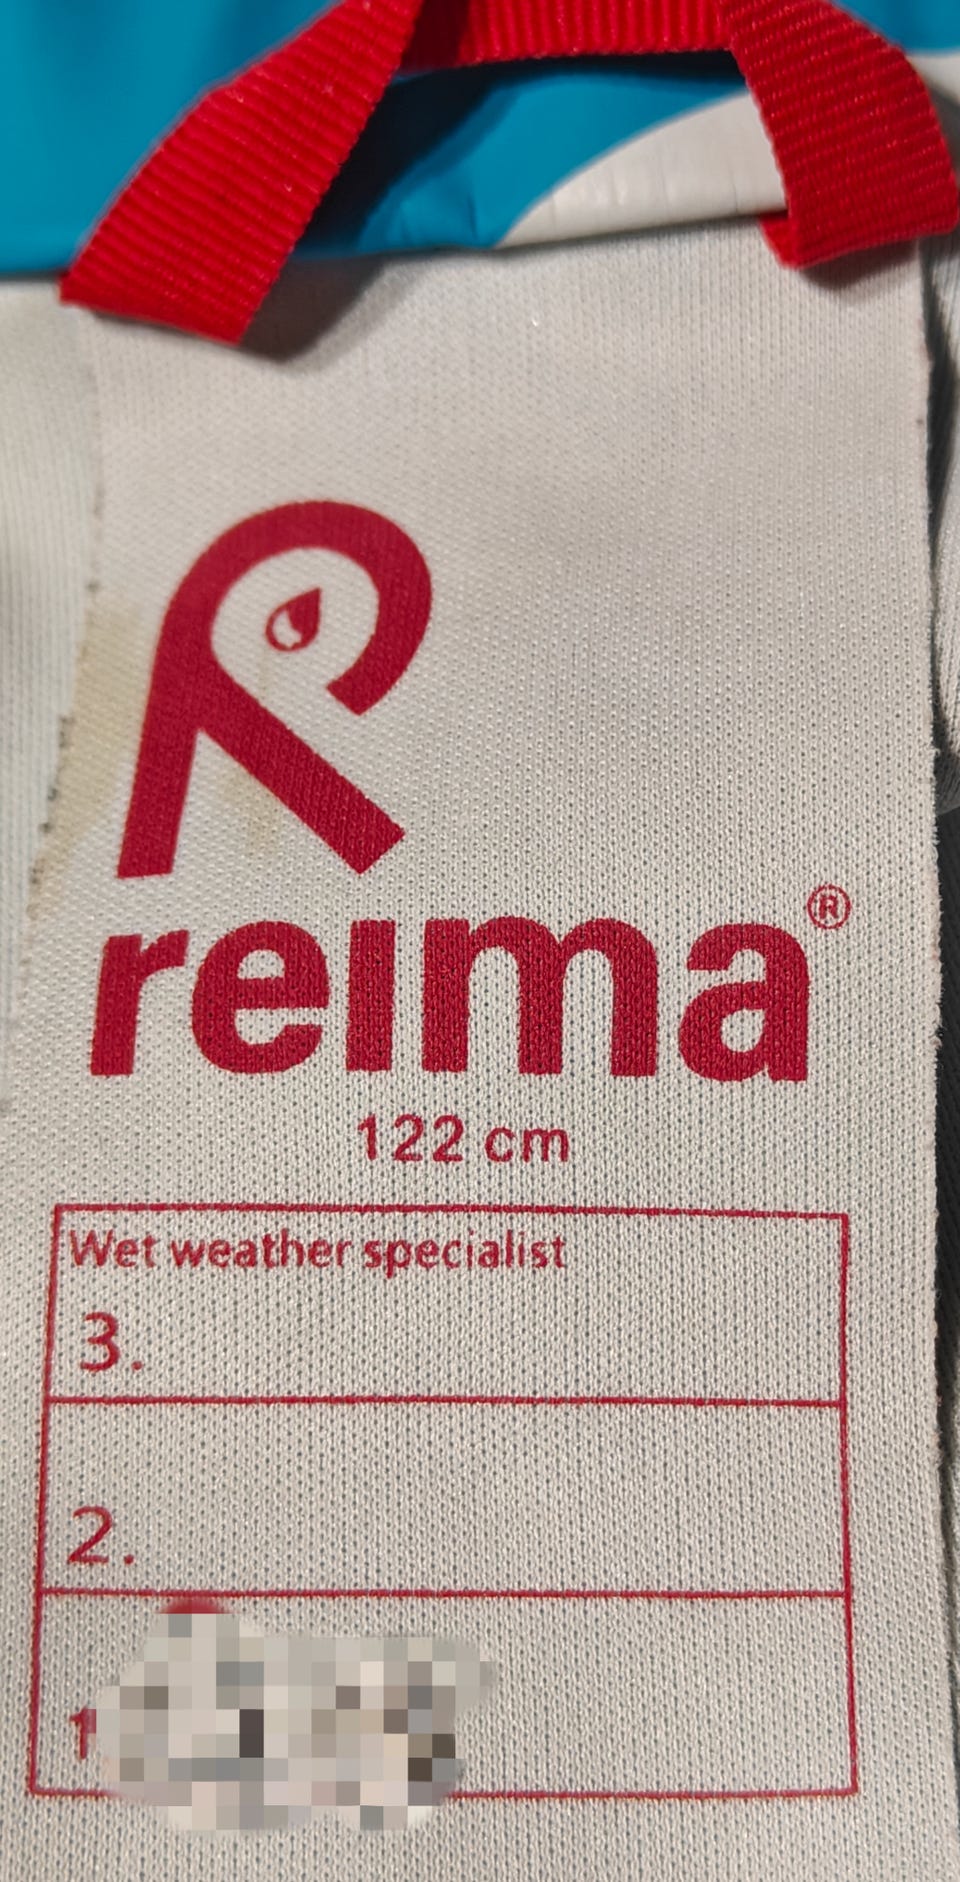 reima®
122 cm
Wet weather specialist
3.
2.
1